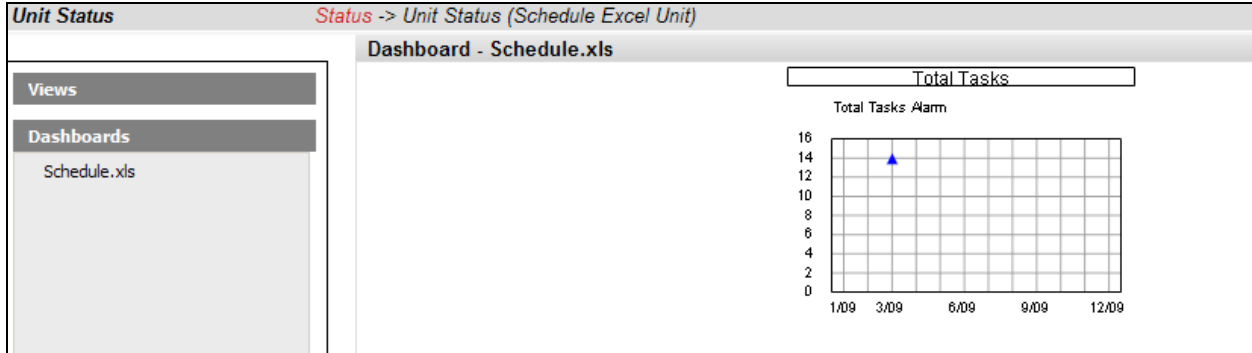 Unit Status
Status -> Unit Status (Schedule Excel Unit)
Views
Dashboards
Schedule.xls
Dashboard - Schedule.xls
Total Tasks
Total Tasks Alarm
16
14
12
10
8
6
4
2
0
1/09 3/09 6/09 9/09 12/09